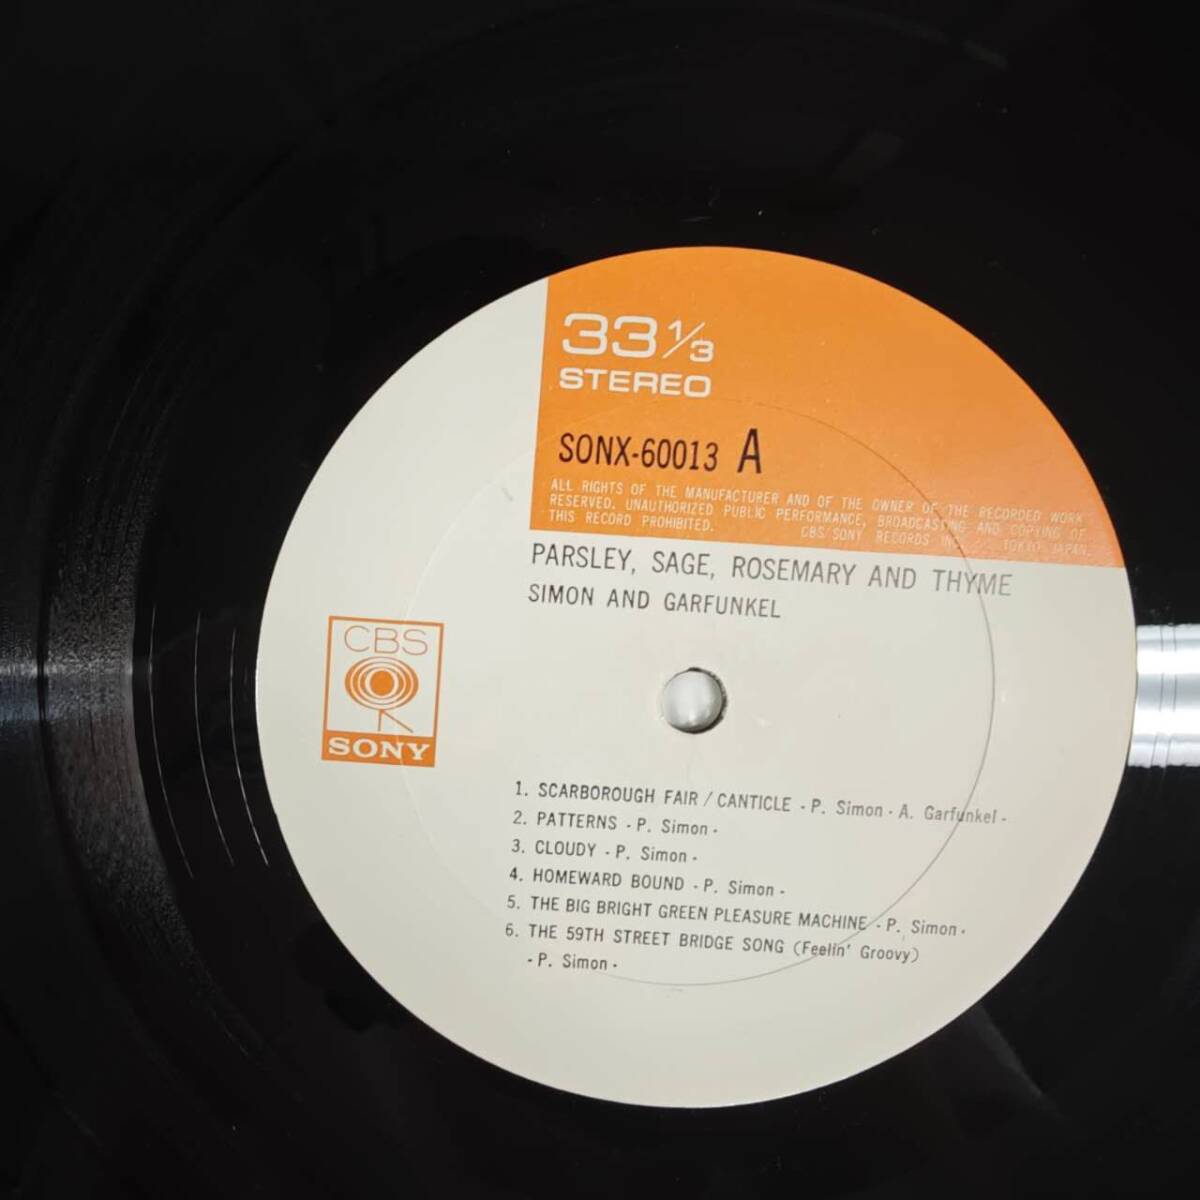 33 1/3
STEREO
SONX-60013 A
ALL RIGHTS OF THE MANUFACTURER AND OF THE OWNER OF THE RECORDED WORK
RESERVED. UNAUTHORIZED PUBLIC PERFORMANCE, BROADCASTING AND COPYING OF
THIS RECORD PROHIBITED. CBS/SONY RECORDS IN TOKYO JAPAN.
PARSLEY, SAGE, ROSEMARY AND THYME
SIMON AND GARFUNKEL
CBS
SONY
1. SCARBOROUGH FAIR / CANTICLE - P. Simon - A. Garfunkel -
2. PATTERNS - P. Simon -
3. CLOUDY - P. Simon -
4. HOMEWARD BOUND - P. Simon -
5. THE BIG BRIGHT GREEN PLEASURE MACHINE - P. Simon -
6. THE 59TH STREET BRIDGE SONG (Feelin' Groovy)
- P. Simon -